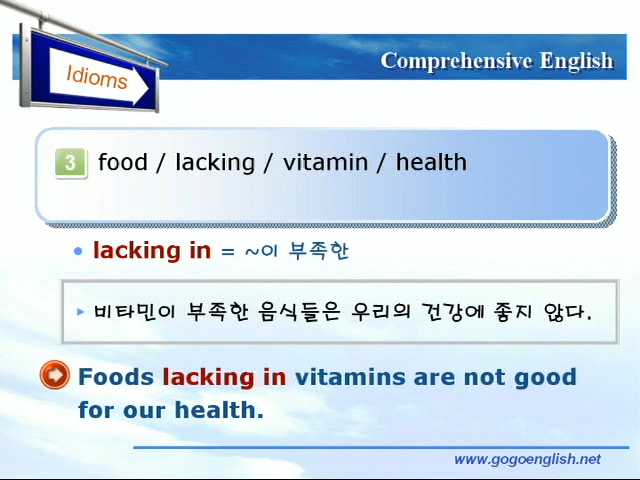 Idioms
Comprehensive English
3 food / lacking / vitamin / health
• lacking in = ~이 부족한
▸ 비타민이 부족한 음식들은 우리의 건강에 좋지 않다.
Foods lacking in vitamins are not good
for our health.
www.gogoenglish.net